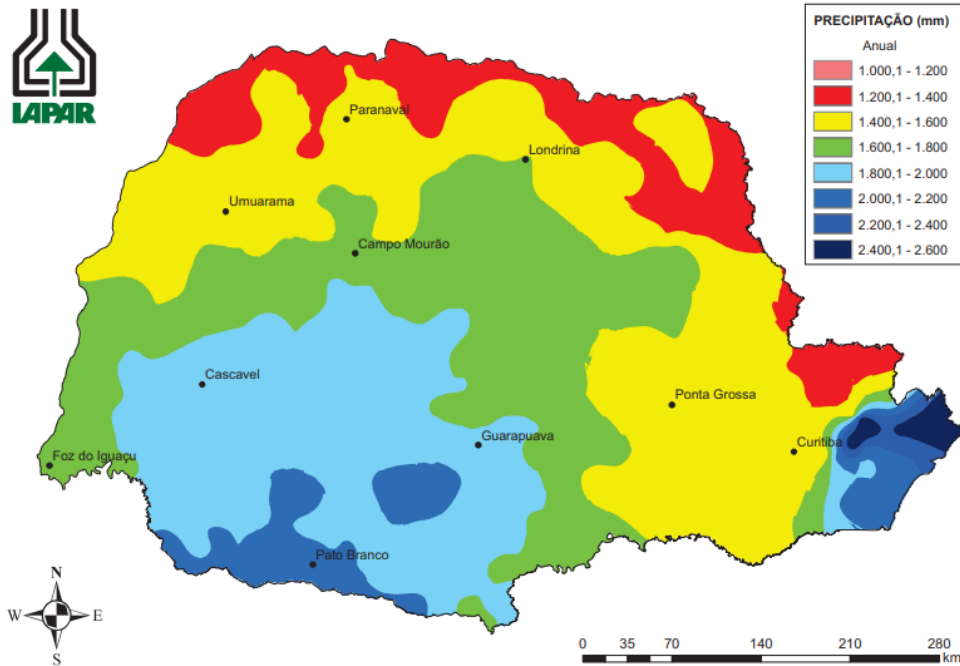 IAPAR
PRECIPITAÇÃO (mm)
Anual
1.000,1 - 1.200
1.200,1 - 1.400
1.400,1 - 1.600
1.600,1 - 1.800
1.800,1 - 2.000
2.000,1 - 2.200
2.200,1 - 2.400
2.400,1 - 2.600
Paranavaí
Londrina
Umuarama
Campo Mourão
Cascavel
Ponta Grossa
Guarapuava
Curitiba
Foz do Iguaçu
Pato Branco
N
W E
S
0 35 70 140 210 280
km